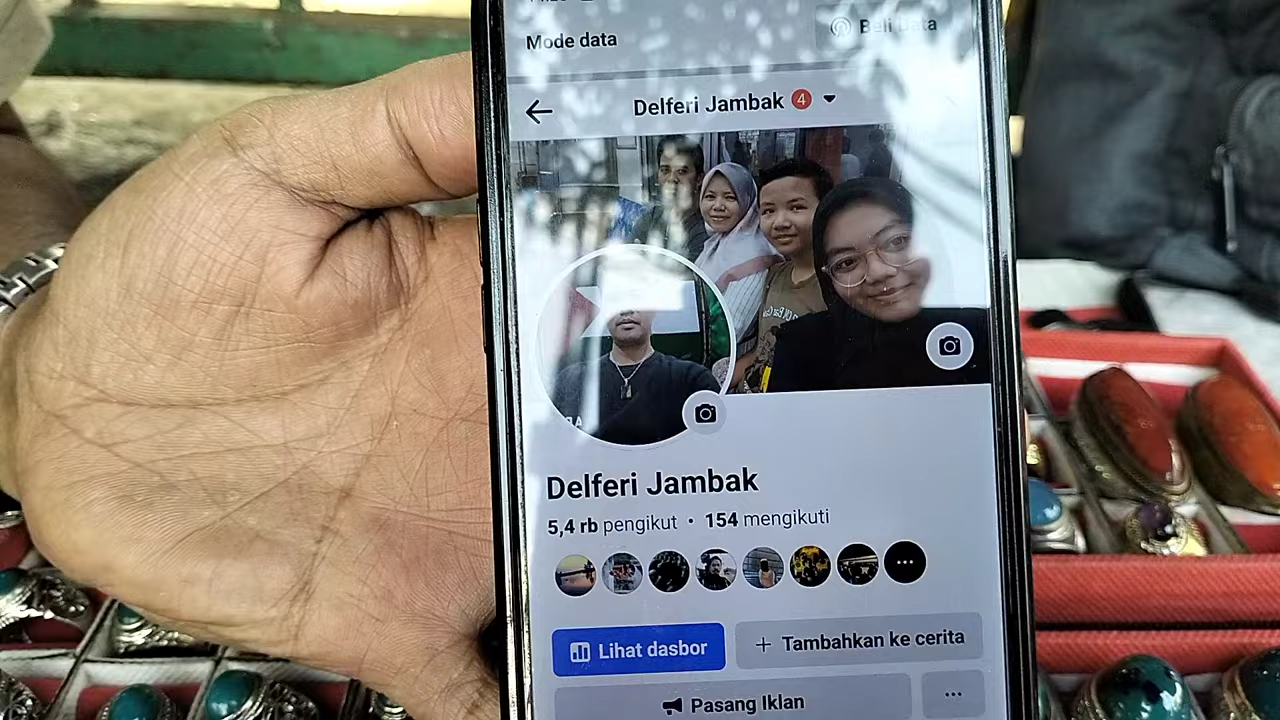 Mode data
Beli Data
Delferi Jambak 4
Delferi Jambak
5,4 rb pengikut • 154 mengikuti
Lihat dasbor
+ Tambahkan ke cerita
Pasang Iklan